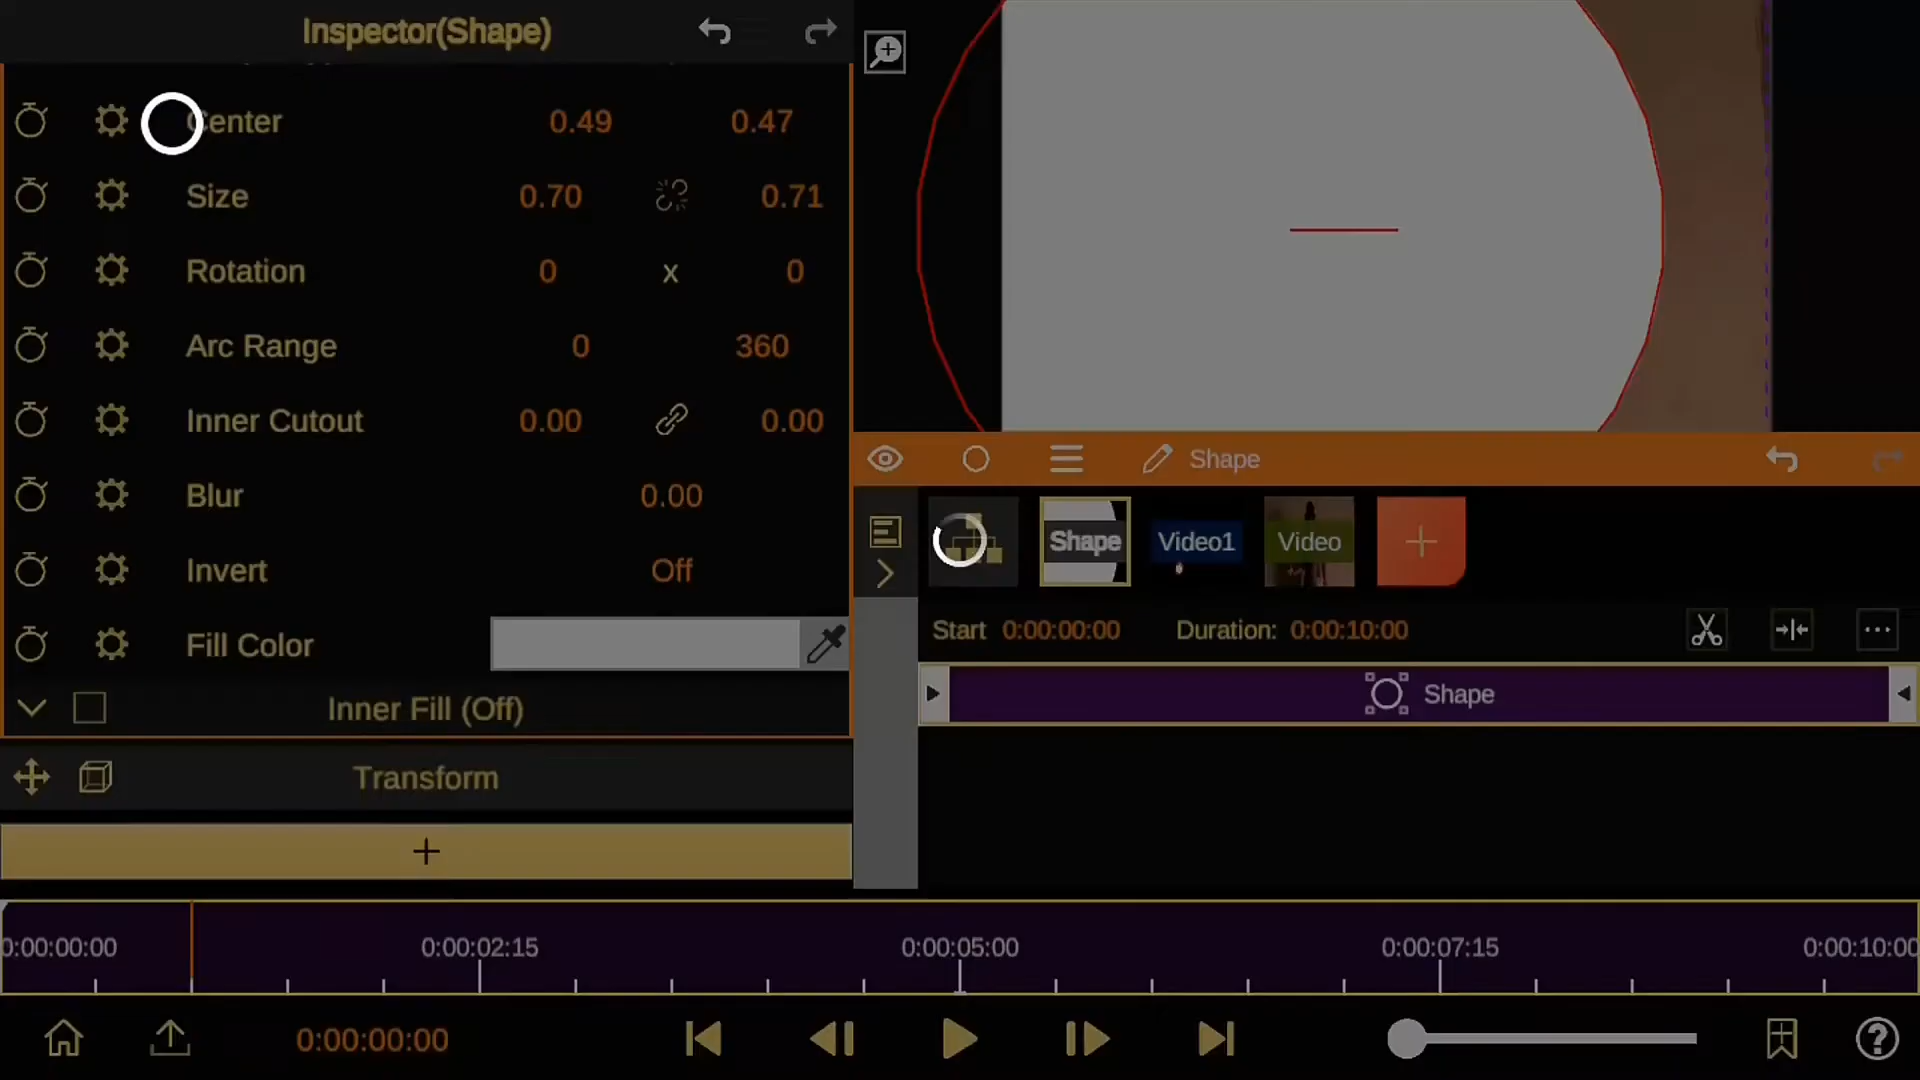 Inspector(Shape)
Center 0.49 0.47
Size 0.70 0.71
Rotation 0 x 0
Arc Range 0 360
Inner Cutout 0.00 0.00
Blur 0.00
Invert Off
Fill Color
Inner Fill (Off)
Transform
+
Shape
Shape Video1 Video +
Start 0:00:00:00 Duration: 0:00:10:00
Shape
0:00:00:00 0:00:02:15 0:00:05:00 0:00:07:15 0:00:10:00
0:00:00:00